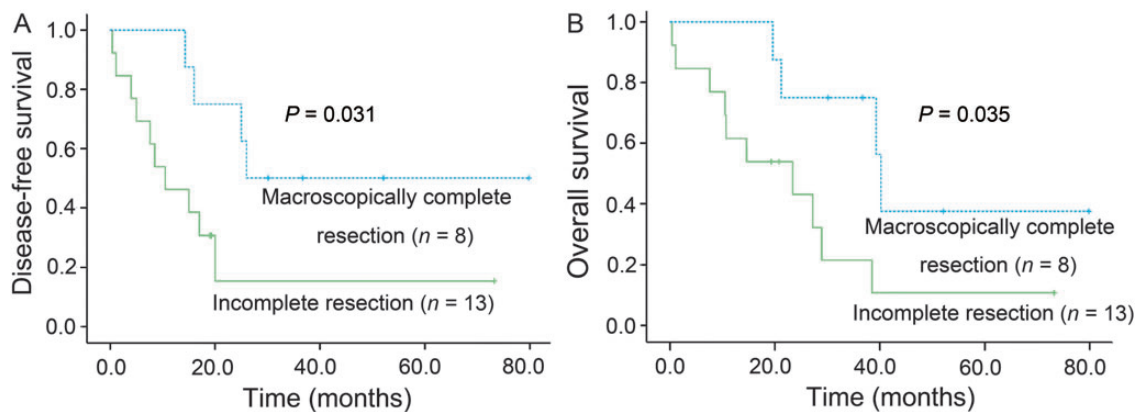 A
Disease-free survival
1.0
0.8
0.6
0.4
0.2
0.0
P = 0.031
Macroscopically complete
resection (n = 8)
Incomplete resection (n = 13)
0.0 20.0 40.0 60.0 80.0
Time (months)
B
Overall survival
1.0
0.8
0.6
0.4
0.2
0.0
P = 0.035
Macroscopically complete
resection (n = 8)
Incomplete resection (n = 13)
0.0 20.0 40.0 60.0 80.0
Time (months)